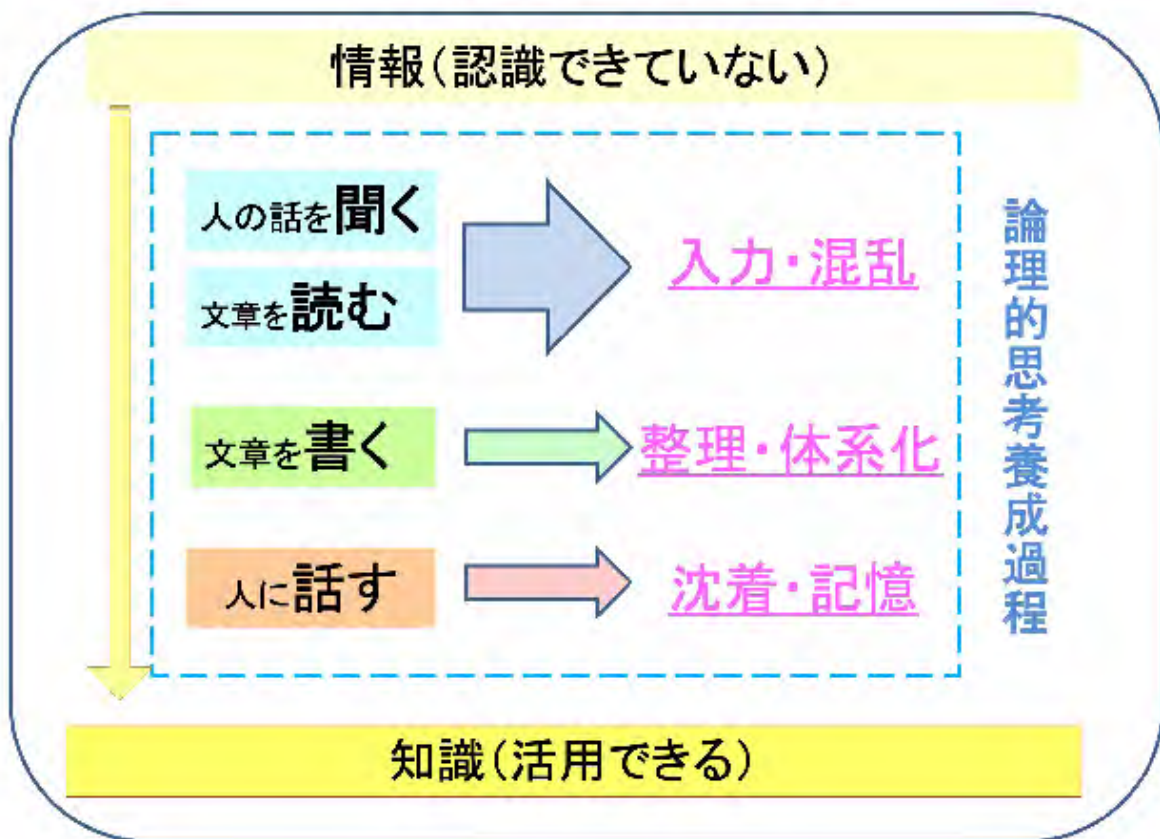 情報(認識できていない)
人の話を聞く
文章を読む
入力・混乱
文章を書く
整理・体系化
人に話す
沈着・記憶
論理的思考養成過程
知識(活用できる)